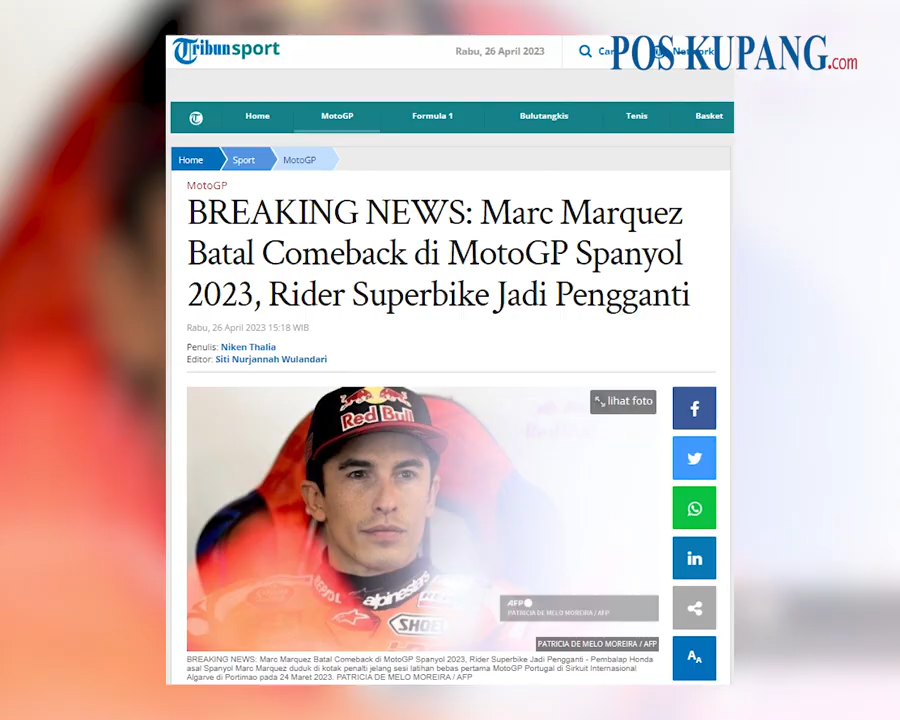 Tribunsport
Rabu, 26 April 2023
POS-KUPANG.com
Home MotoGP Formula 1 Bulutangkis Tenis Basket
Home Sport MotoGP
MotoGP
BREAKING NEWS: Marc Marquez
Batal Comeback di MotoGP Spanyol
2023, Rider Superbike Jadi Pengganti
Rabu, 26 April 2023 15:18 WIB
Penulis: Niken Thalia
Editor: Siti Nurjannah Wulandari
lihat foto
Red Bull
REPSOL
alpinestars
SHOEI
AFP
PATRICIA DE MELO MOREIRA / AFP
PATRICIA DE MELO MOREIRA / AFP
BREAKING NEWS: Marc Marquez Batal Comeback di MotoGP Spanyol 2023, Rider Superbike Jadi Pengganti - Pembalap Honda
asal Spanyol Marc Marquez duduk di kotak penalti jelang sesi latihan bebas pertama MotoGP Portugal di Sirkuit Internasional
Algarve di Portimao pada 24 Maret 2023. PATRICIA DE MELO MOREIRA / AFP